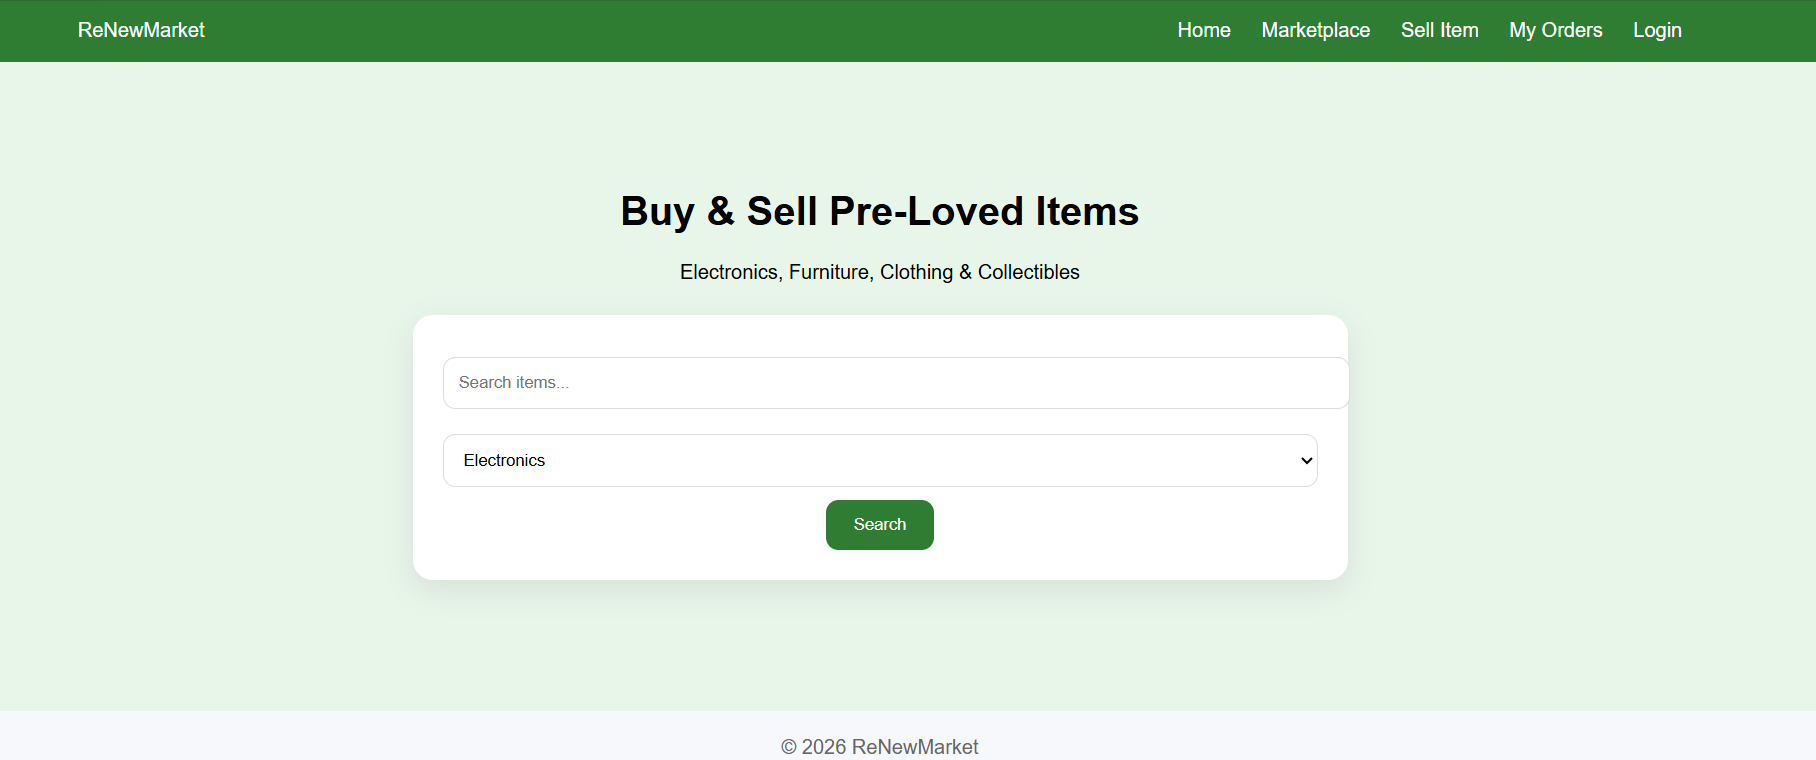 ReNewMarket Home Marketplace Sell Item My Orders Login
Buy & Sell Pre-Loved Items
Electronics, Furniture, Clothing & Collectibles
Search items...
Electronics
Search
© 2026 ReNewMarket